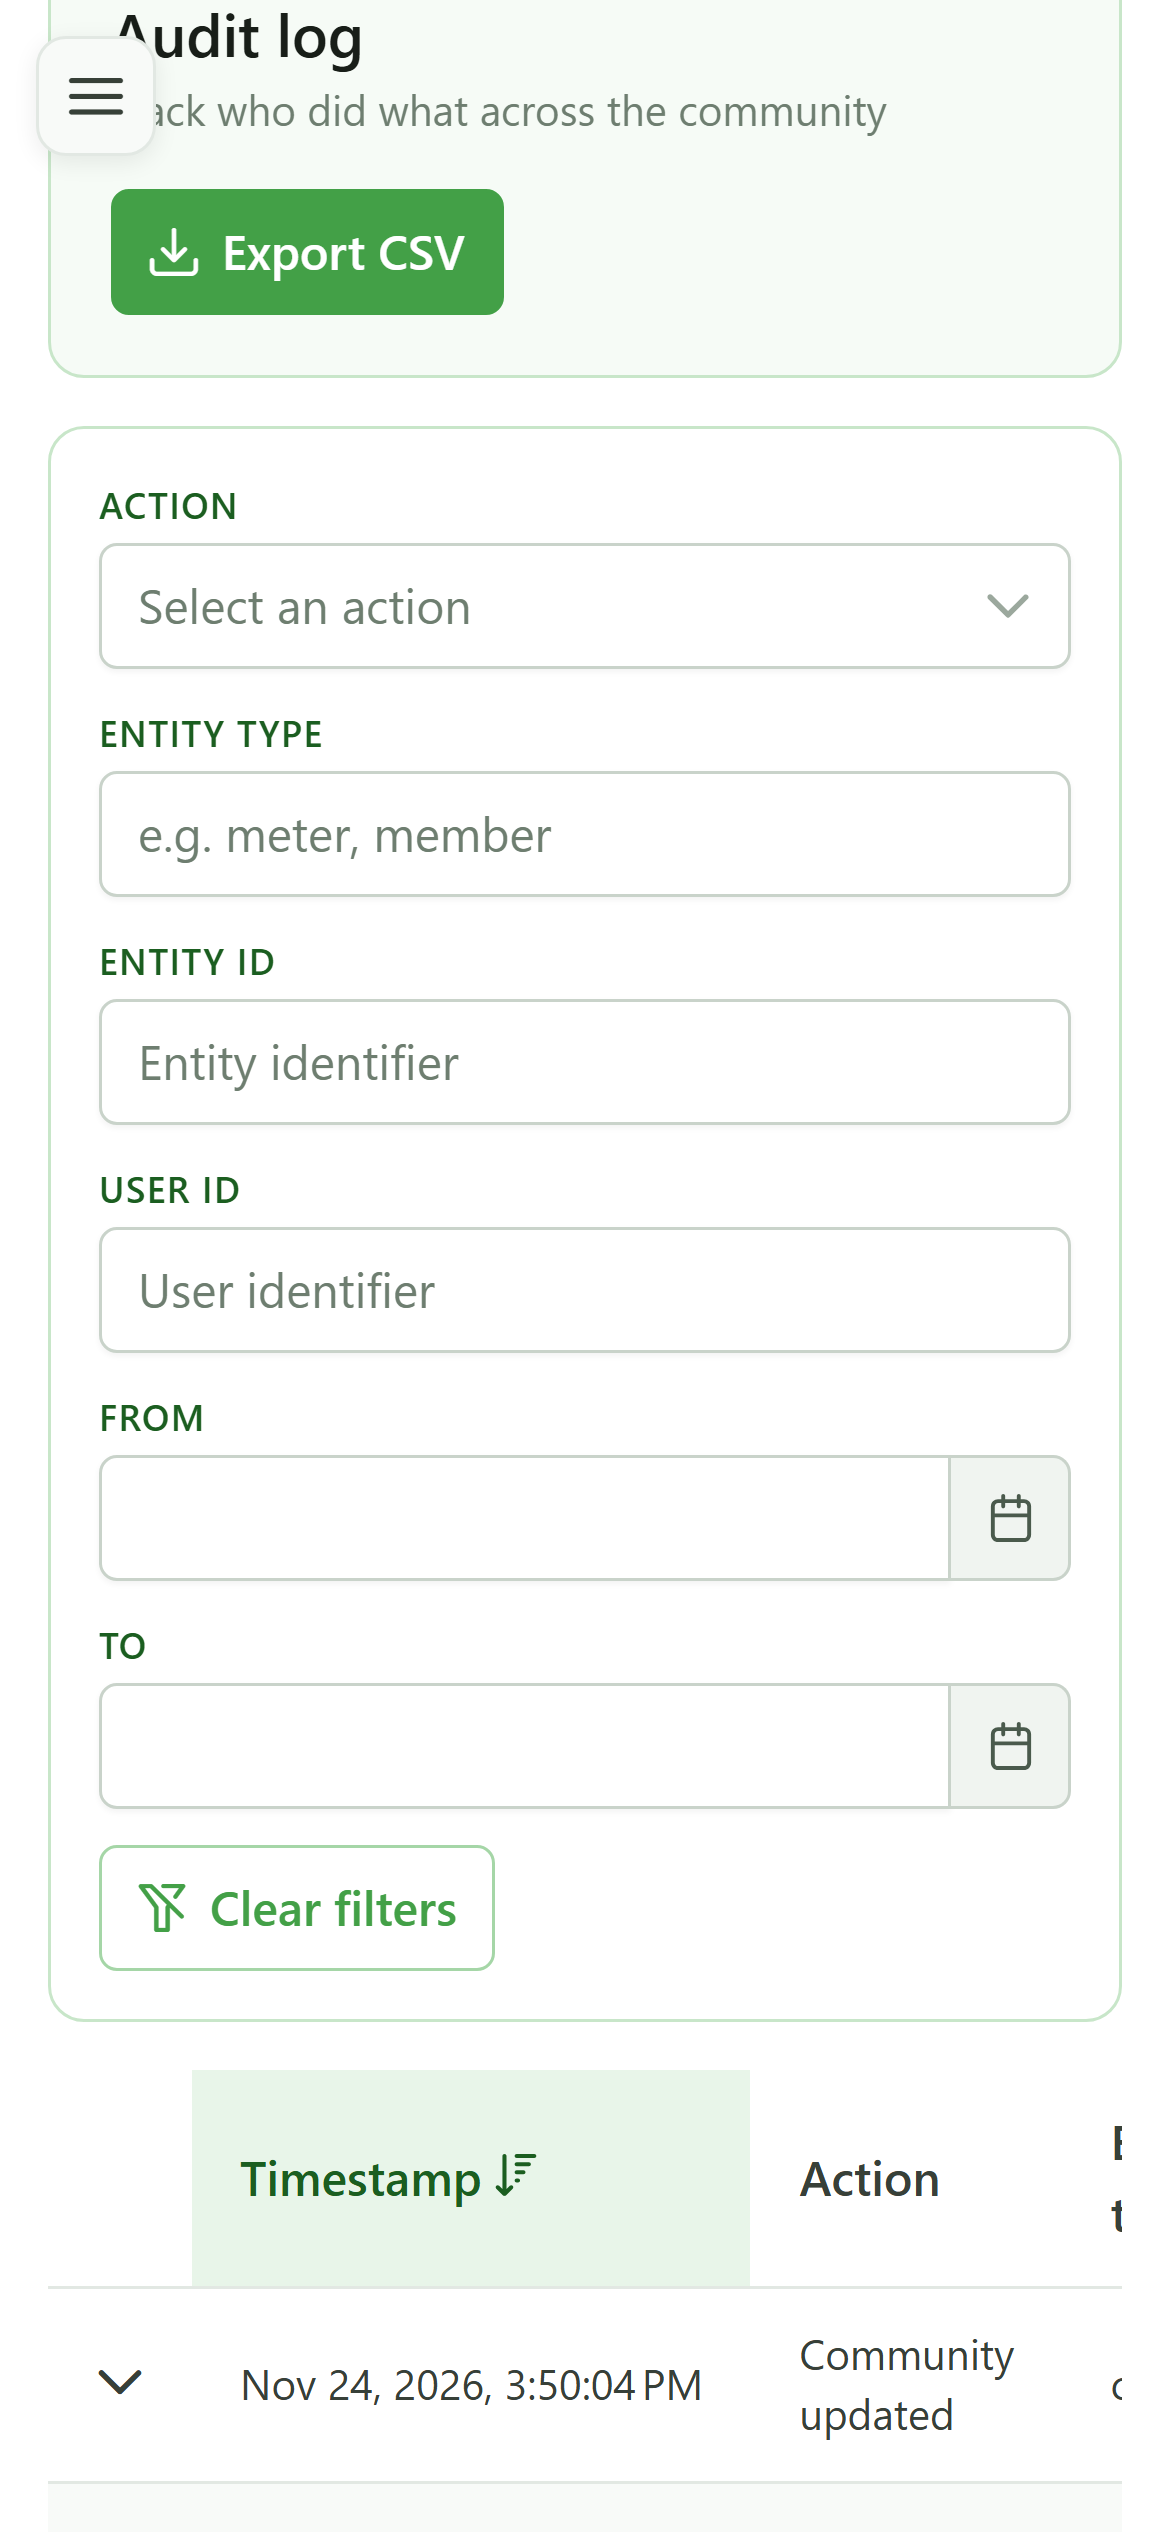 Audit log
ack who did what across the community
Export CSV
ACTION
Select an action
ENTITY TYPE
e.g. meter, member
ENTITY ID
Entity identifier
USER ID
User identifier
FROM
TO
Clear filters
Timestamp
Action
Nov 24, 2026, 3:50:04 PM
Community
updated